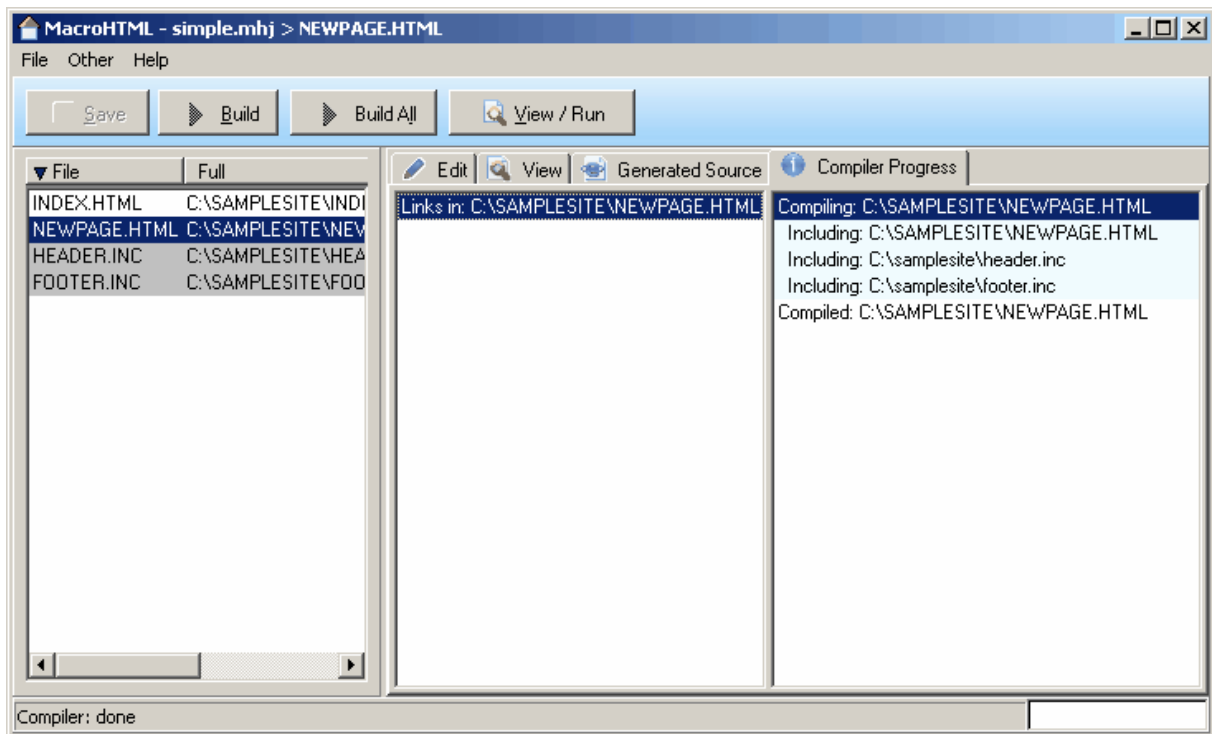 MacroHTML - simple.mhj > NEWPAGE.HTML
File Other Help
Save Build Build All View / Run
File Full
INDEX.HTML C:\SAMPLESITE\INDI
NEWPAGE.HTML C:\SAMPLESITE\NEW
HEADER.INC C:\SAMPLESITE\HEA
FOOTER.INC C:\SAMPLESITE\FOO
Edit View Generated Source Compiler Progress
Links in: C:\SAMPLESITE\NEWPAGE.HTML
Compiling: C:\SAMPLESITE\NEWPAGE.HTML
Including: C:\SAMPLESITE\NEWPAGE.HTML
Including: C:\samplesite\header.inc
Including: C:\samplesite\footer.inc
Compiled: C:\SAMPLESITE\NEWPAGE.HTML
Compiler: done